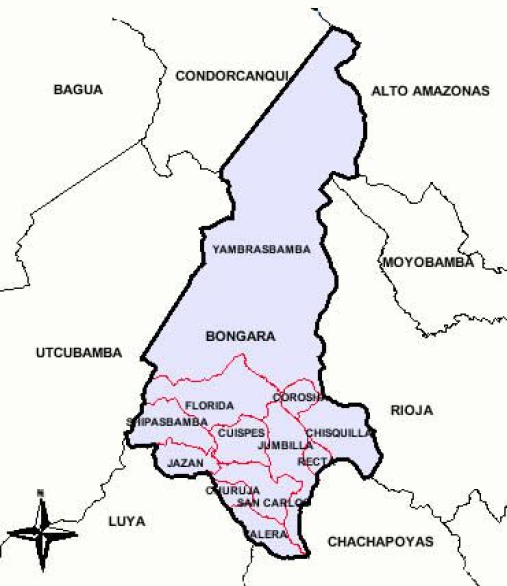 CONDORCANQUI
BAGUA
ALTO AMAZONAS
YAMBRASBAMBA
MOYOBAMBA
BONGARA
UTCUBAMBA
COROSHA
FLORIDA
RIOJA
SHIPASBAMBA
CUISPES
CHISQUILLA
JUMBILLA
JAZAN
RECTA
CHURUJA
N
SAN CARLOS
LUYA
VALERA
CHACHAPOYAS